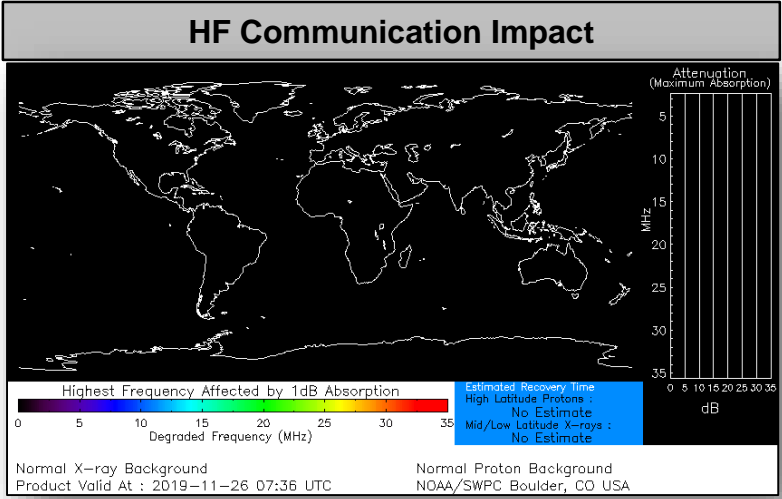 HF Communication Impact
Attenuation
(Maximum Absorption)
5
10
15
20
25
30
35
MHz
0 5 10 15 20 25 30 35
dB
Highest Frequency Affected by 1dB Absorption
0 5 10 15 20 25 30 35
Degraded Frequency (MHz)
Estimated Recovery Time
High Latitude Protons :
No Estimate
Mid/Low Latitude X-rays :
No Estimate
Normal X-ray Background
Product Valid At : 2019-11-26 07:36 UTC
Normal Proton Background
NOAA/SWPC Boulder, CO USA